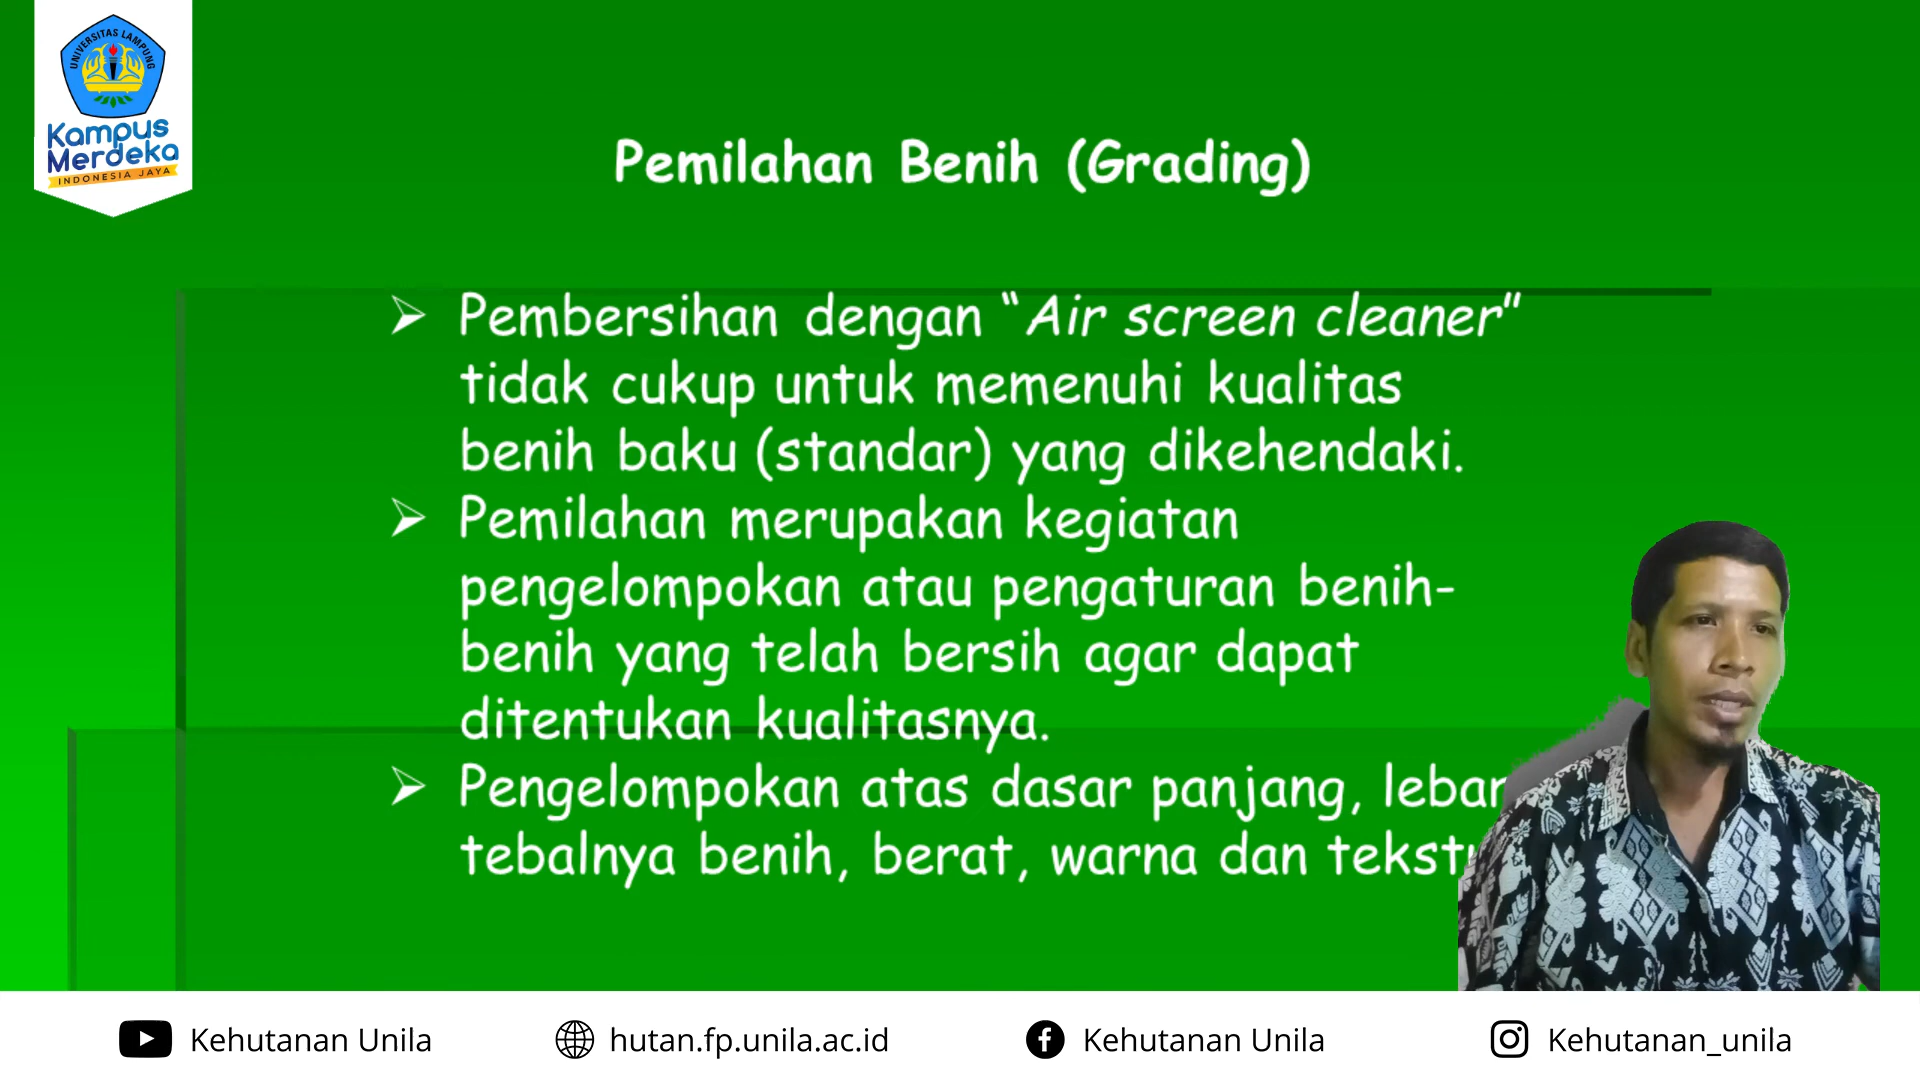 UNIVERSITAS LAMPUNG
Kampus
Merdeka
INDONESIA JAYA
Pemilahan Benih (Grading)
➢ Pembersihan dengan “Air screen cleaner”
tidak cukup untuk memenuhi kualitas
benih baku (standar) yang dikehendaki.
➢ Pemilahan merupakan kegiatan
pengelompokan atau pengaturan benih-
benih yang telah bersih agar dapat
ditentukan kualitasnya.
➢ Pengelompokan atas dasar panjang,
tebalnya benih, berat, warna dan
Kehutanan Unila
hutan.fp.unila.ac.id
Kehutanan Unila
Kehutanan_unila